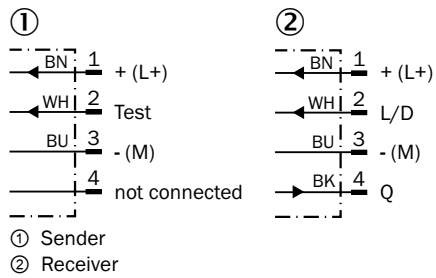 ①
BN 1 + (L+)
WH 2 Test
BU 3 - (M)
4 not connected
②
BN 1 + (L+)
WH 2 L/D
BU 3 - (M)
BK 4 Q
① Sender
② Receiver